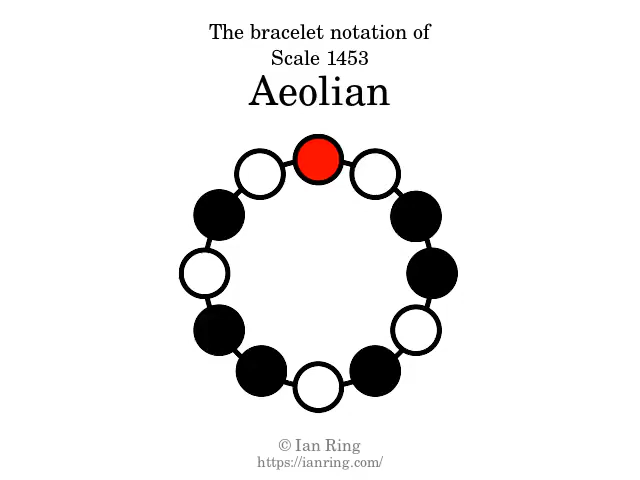 The bracelet notation of
Scale 1453
Aeolian
© Ian Ring
https://ianring.com/